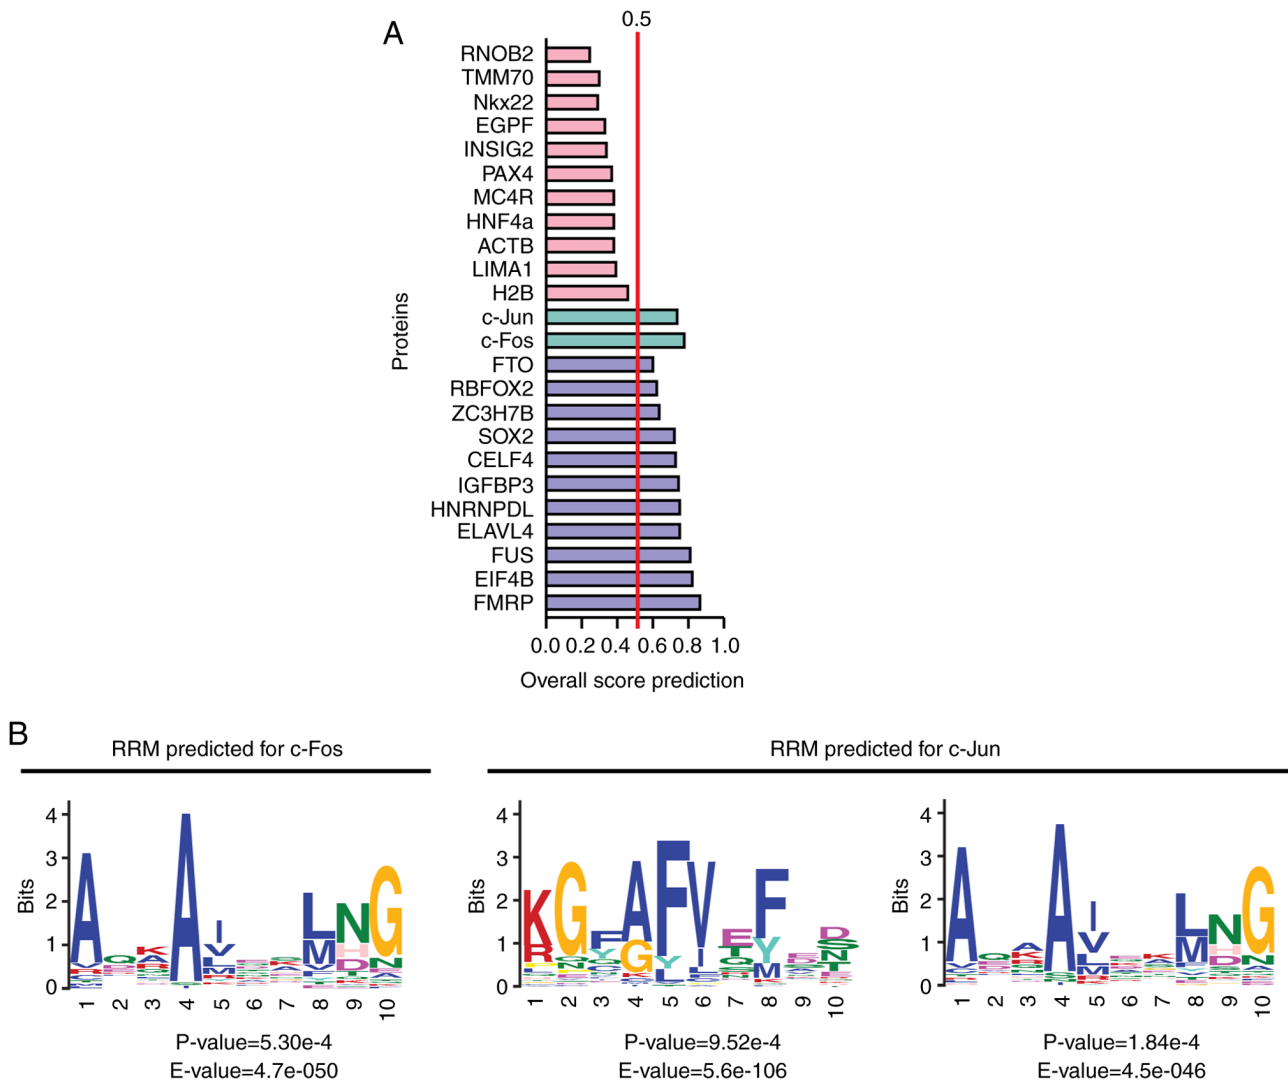 A
0.5
RNOB2
TMM70
Nkx22
EGPF
INSIG2
PAX4
MC4R
HNF4a
ACTB
LIMA1
H2B
c-Jun
c-Fos
FTO
RBFOX2
ZC3H7B
SOX2
CELF4
IGFBP3
HNRNPDL
ELAVL4
FUS
EIF4B
FMRP
Proteins
0.0 0.2 0.4 0.6 0.8 1.0
Overall score prediction
B
RRM predicted for c-Fos
RRM predicted for c-Jun
Bits
4
3
2
1
0
A Q K A I L N G
R A V M H
L D N
1 2 3 4 5 6 7 8 9 10
P-value=5.30e-4
E-value=4.7e-050
Bits
4
3
2
1
0
K G F A F V E F E D
R Y G Y I T Y S
L Q M N
1 2 3 4 5 6 7 8 9 10
P-value=9.52e-4
E-value=5.6e-106
Bits
4
3
2
1
0
A Q A A I K L N G
K V M H
L D N
1 2 3 4 5 6 7 8 9 10
P-value=1.84e-4
E-value=4.5e-046